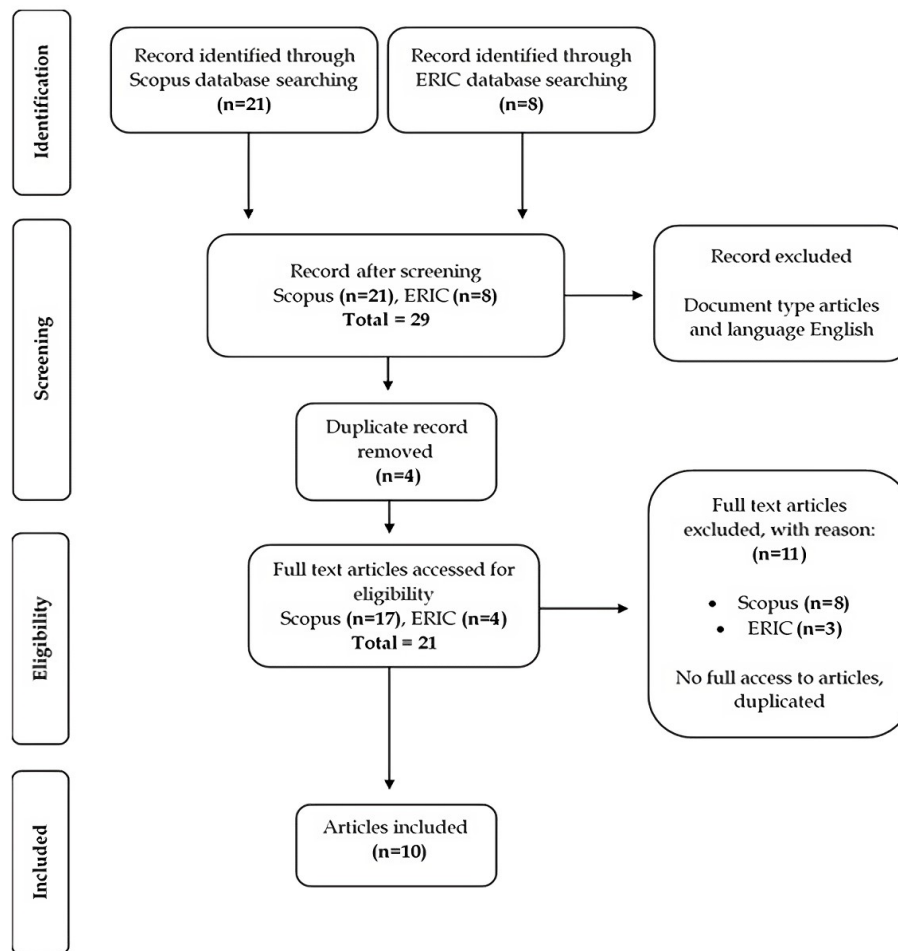 Identification
Record identified through
Scopus database searching
(n=21)
Record identified through
ERIC database searching
(n=8)
Screening
Record after screening
Scopus (n=21), ERIC (n=8)
Total = 29
Record excluded
Document type articles
and language English
Duplicate record
removed
(n=4)
Eligibility
Full text articles accessed for
eligibility
Scopus (n=17), ERIC (n=4)
Total = 21
Full text articles
excluded, with reason:
(n=11)
• Scopus (n=8)
• ERIC (n=3)
No full access to articles,
duplicated
Included
Articles included
(n=10)